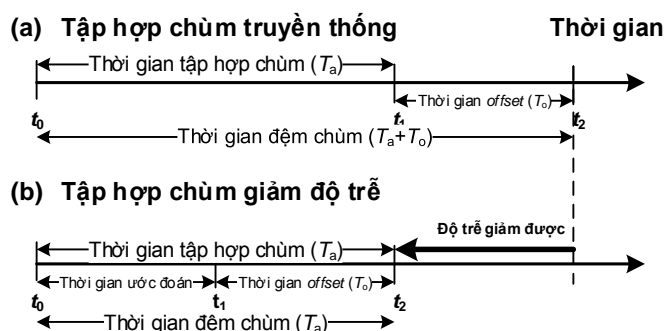 (a) Tập hợp chùm truyền thống Thời gian
Thời gian tập hợp chùm (Ta)
Thời gian offset (To)
t0 t1 t2
Thời gian đệm chùm (Ta+To)
(b) Tập hợp chùm giảm độ trễ
Độ trễ giảm được
Thời gian tập hợp chùm (Ta)
Thời gian ước đoán Thời gian offset (To)
t0 t1 t2
Thời gian đệm chùm (Ta)